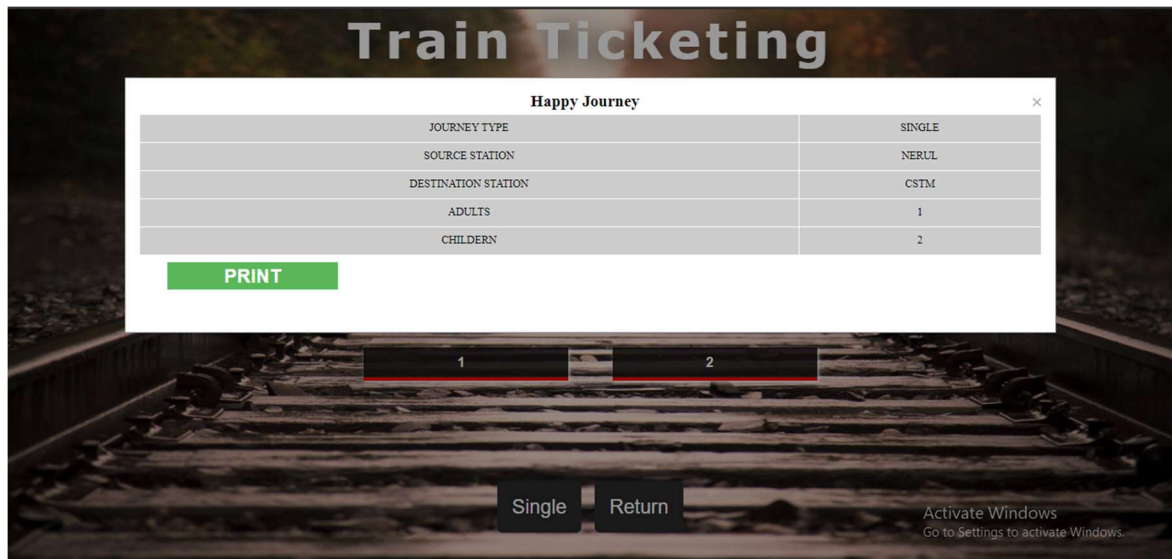 Train Ticketing
Happy Journey ×
JOURNEY TYPE SINGLE
SOURCE STATION NERUL
DESTINATION STATION CSTM
ADULTS 1
CHILDERN 2
PRINT
1 2
Single Return
Activate Windows
Go to Settings to activate Windows.